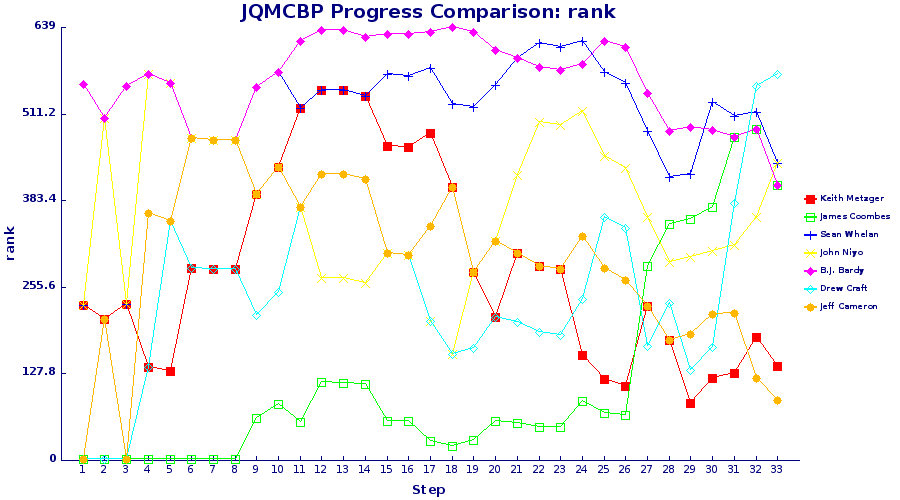 JQMCBP Progress Comparison: rank
639
511.2
383.4
255.6
127.8
0
rank
1 2 3 4 5 6 7 8 9 10 11 12 13 14 15 16 17 18 19 20 21 22 23 24 25 26 27 28 29 30 31 32 33
Step
Keith Metzger
James Coombes
Sean Whelan
John Niyo
B.J. Bardy
Drew Craft
Jeff Cameron